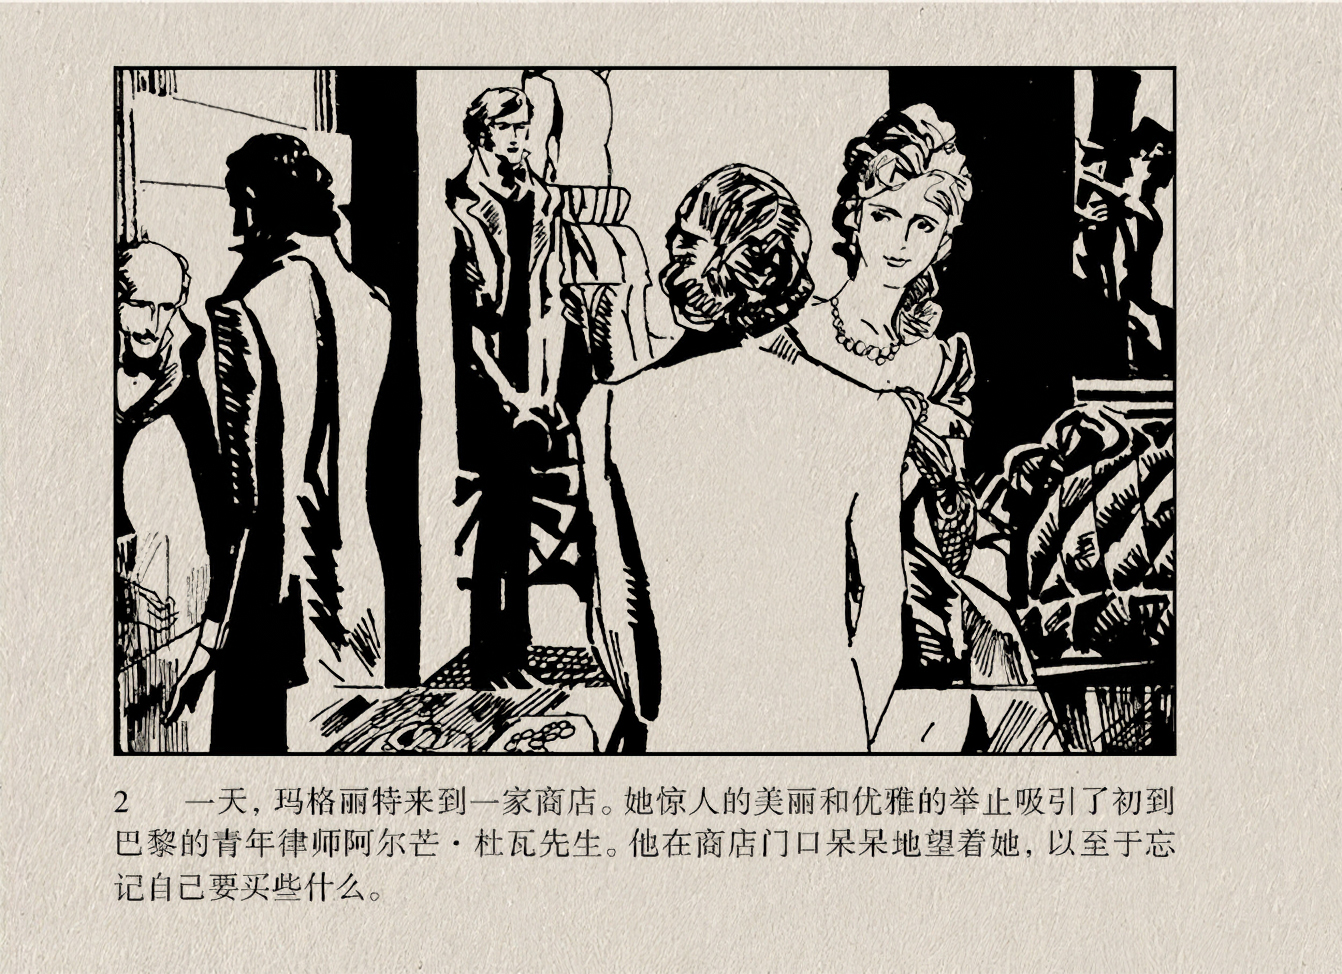 2 一天，玛格丽特来到一家商店。她惊人的美丽和优雅的举止吸引了初到
巴黎的青年律师阿尔芒·杜瓦先生。他在商店门口呆呆地望着她，以至于忘
记自己要买些什么。